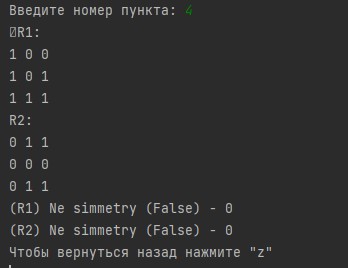 Введите номер пункта: 4
R1:
1 0 0
1 0 1
1 1 1
R2:
0 1 1
0 0 0
0 1 1
(R1) Ne simmetry (False) - 0
(R2) Ne simmetry (False) - 0
Чтобы вернуться назад нажмите "z"